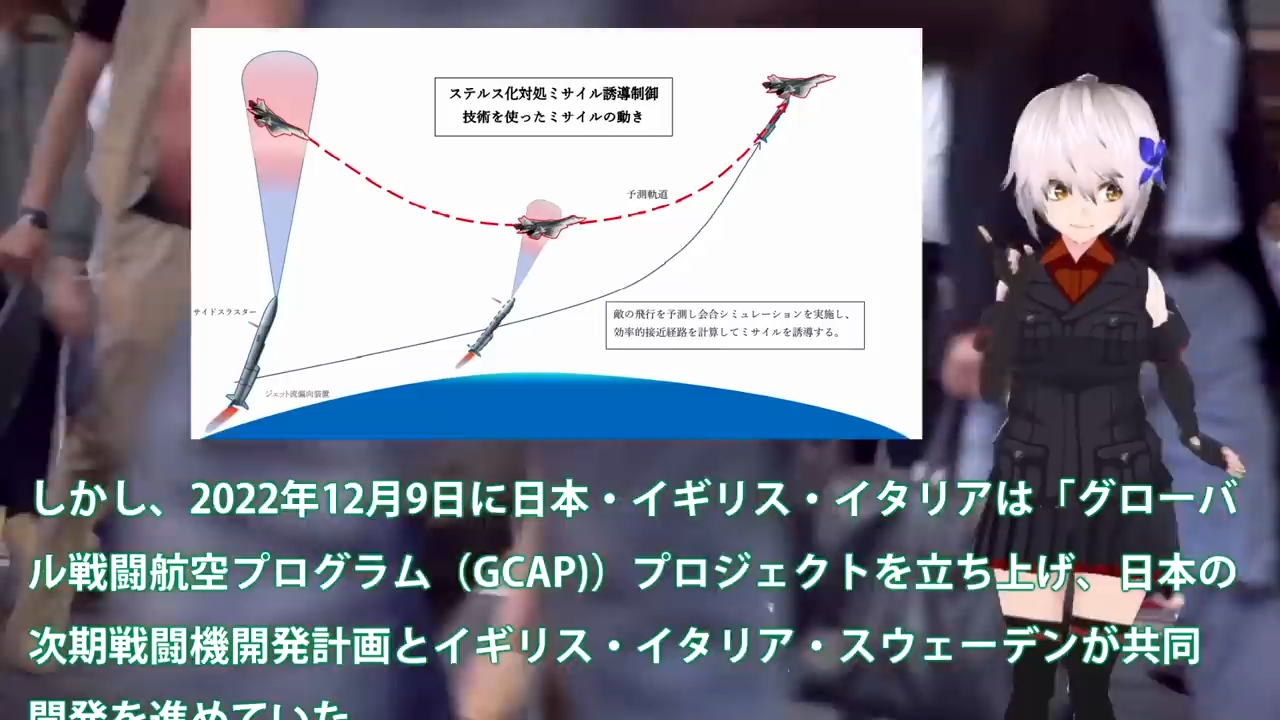 ステルス化対処ミサイル誘導制御
技術を使ったミサイルの動き
予測軌道
サイドスラスター
敵の飛行を予測し会合シミュレーションを実施し、
効率的接近経路を計算してミサイルを誘導する。
ジェット流偏向装置
しかし、2022年12月9日に日本・イギリス・イタリアは「グローバ
ル戦闘航空プログラム（GCAP)）プロジェクトを立ち上げ、日本の
次期戦闘機開発計画とイギリス・イタリア・スウェーデンが共同
開発を進めていた